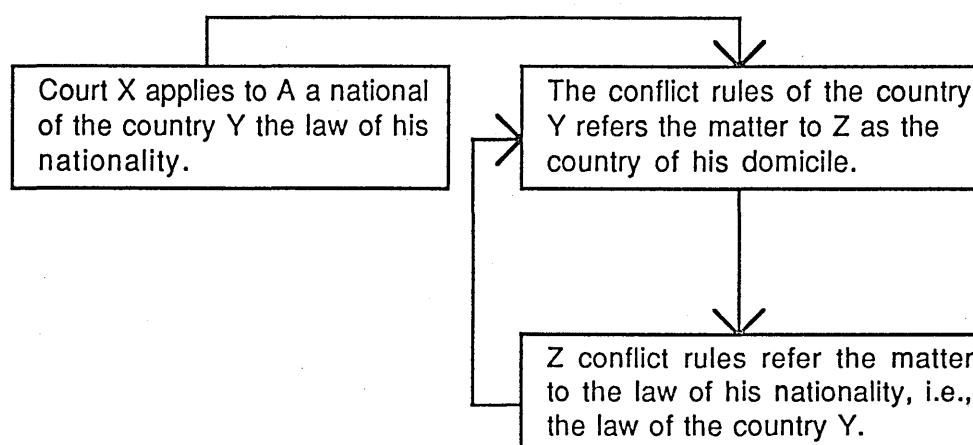 Court X applies to A a national
of the country Y the law of his
nationality.
The conflict rules of the country
Y refers the matter to Z as the
country of his domicile.
Z conflict rules refer the matter
to the law of his nationality, i.e.,
the law of the country Y.